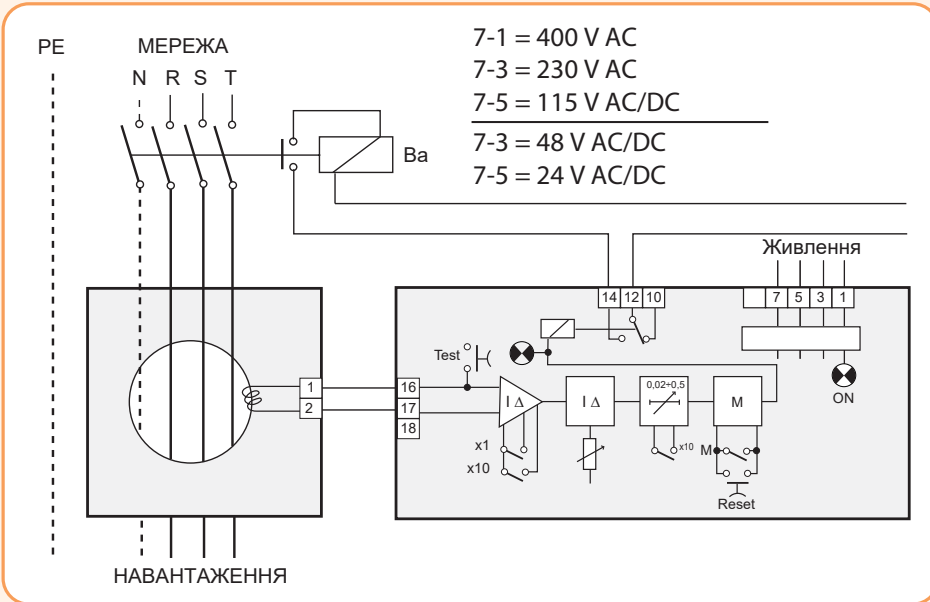 PE
МЕРЕЖА
N R S T
7-1 = 400 V AC
7-3 = 230 V AC
7-5 = 115 V AC/DC
7-3 = 48 V AC/DC
7-5 = 24 V AC/DC
Ba
Живлення
14 12 10
7 5 3 1
Test
0,02÷0,5
ON
1
2
16
17
18
I Δ
I Δ
M
x1
x10
x10
M
Reset
НАВАНТАЖЕННЯ